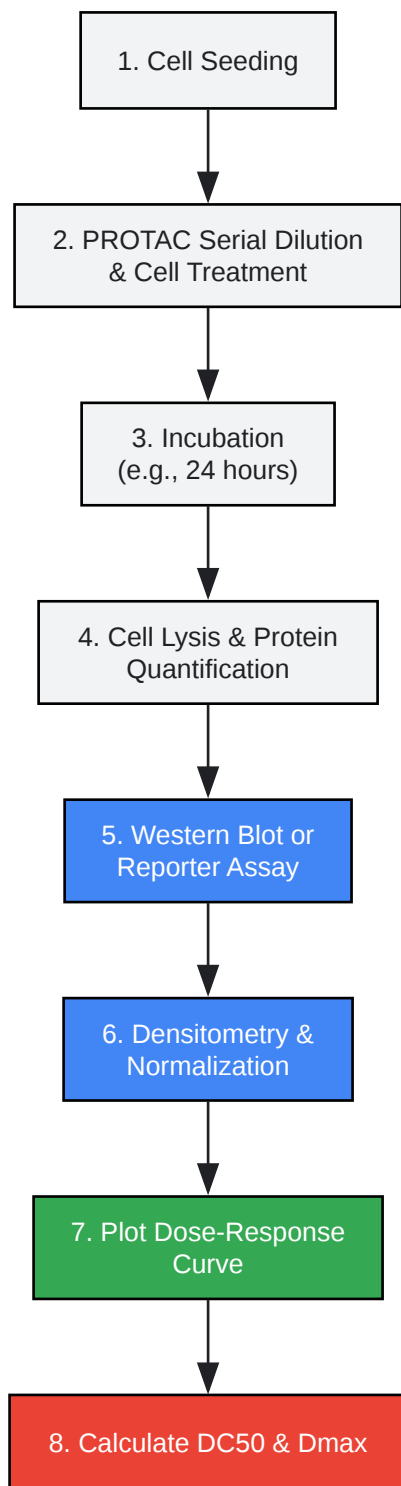 1. Cell Seeding
2. PROTAC Serial Dilution
& Cell Treatment
3. Incubation
(e.g., 24 hours)
4. Cell Lysis & Protein
Quantification
5. Western Blot or
Reporter Assay
6. Densitometry &
Normalization
7. Plot Dose-Response
Curve
8. Calculate DC50 & Dmax